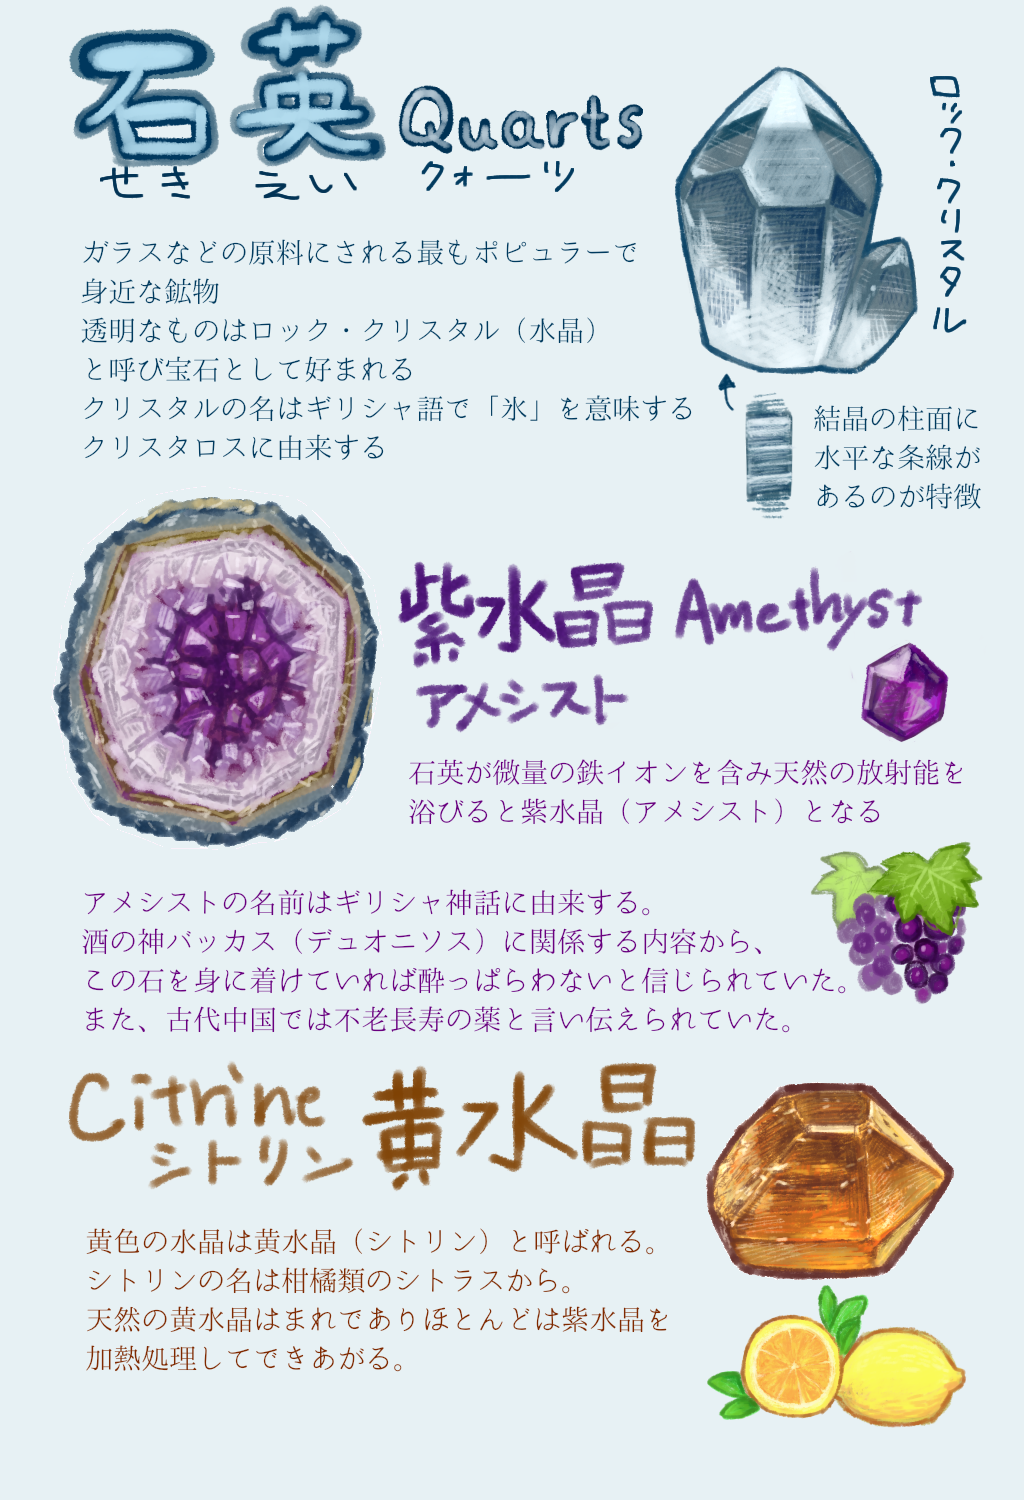 石英 Quarts
せき えい クォーツ
ロック・クリスタル
ガラスなどの原料にされる最もポピュラーで
身近な鉱物
透明なものはロック・クリスタル（水晶）
と呼び宝石として好まれる
クリスタルの名はギリシャ語で「氷」を意味する
クリスタロスに由来する
結晶の柱面に
水平な条線が
あるのが特徴
紫水晶 Amethyst
アメシスト
石英が微量の鉄イオンを含み天然の放射能を
浴びると紫水晶（アメシスト）となる
アメシストの名前はギリシャ神話に由来する。
酒の神バッカス（デュオニソス）に関係する内容から、
この石を身に着けていれば酔っぱらわないと信じられていた。
また、古代中国では不老長寿の薬と言い伝えられていた。
Citrine 黄水晶
シトリン
黄色の水晶は黄水晶（シトリン）と呼ばれる。
シトリンの名は柑橘類のシトラスから。
天然の黄水晶はまれでありほとんどは紫水晶を
加熱処理してできあがる。